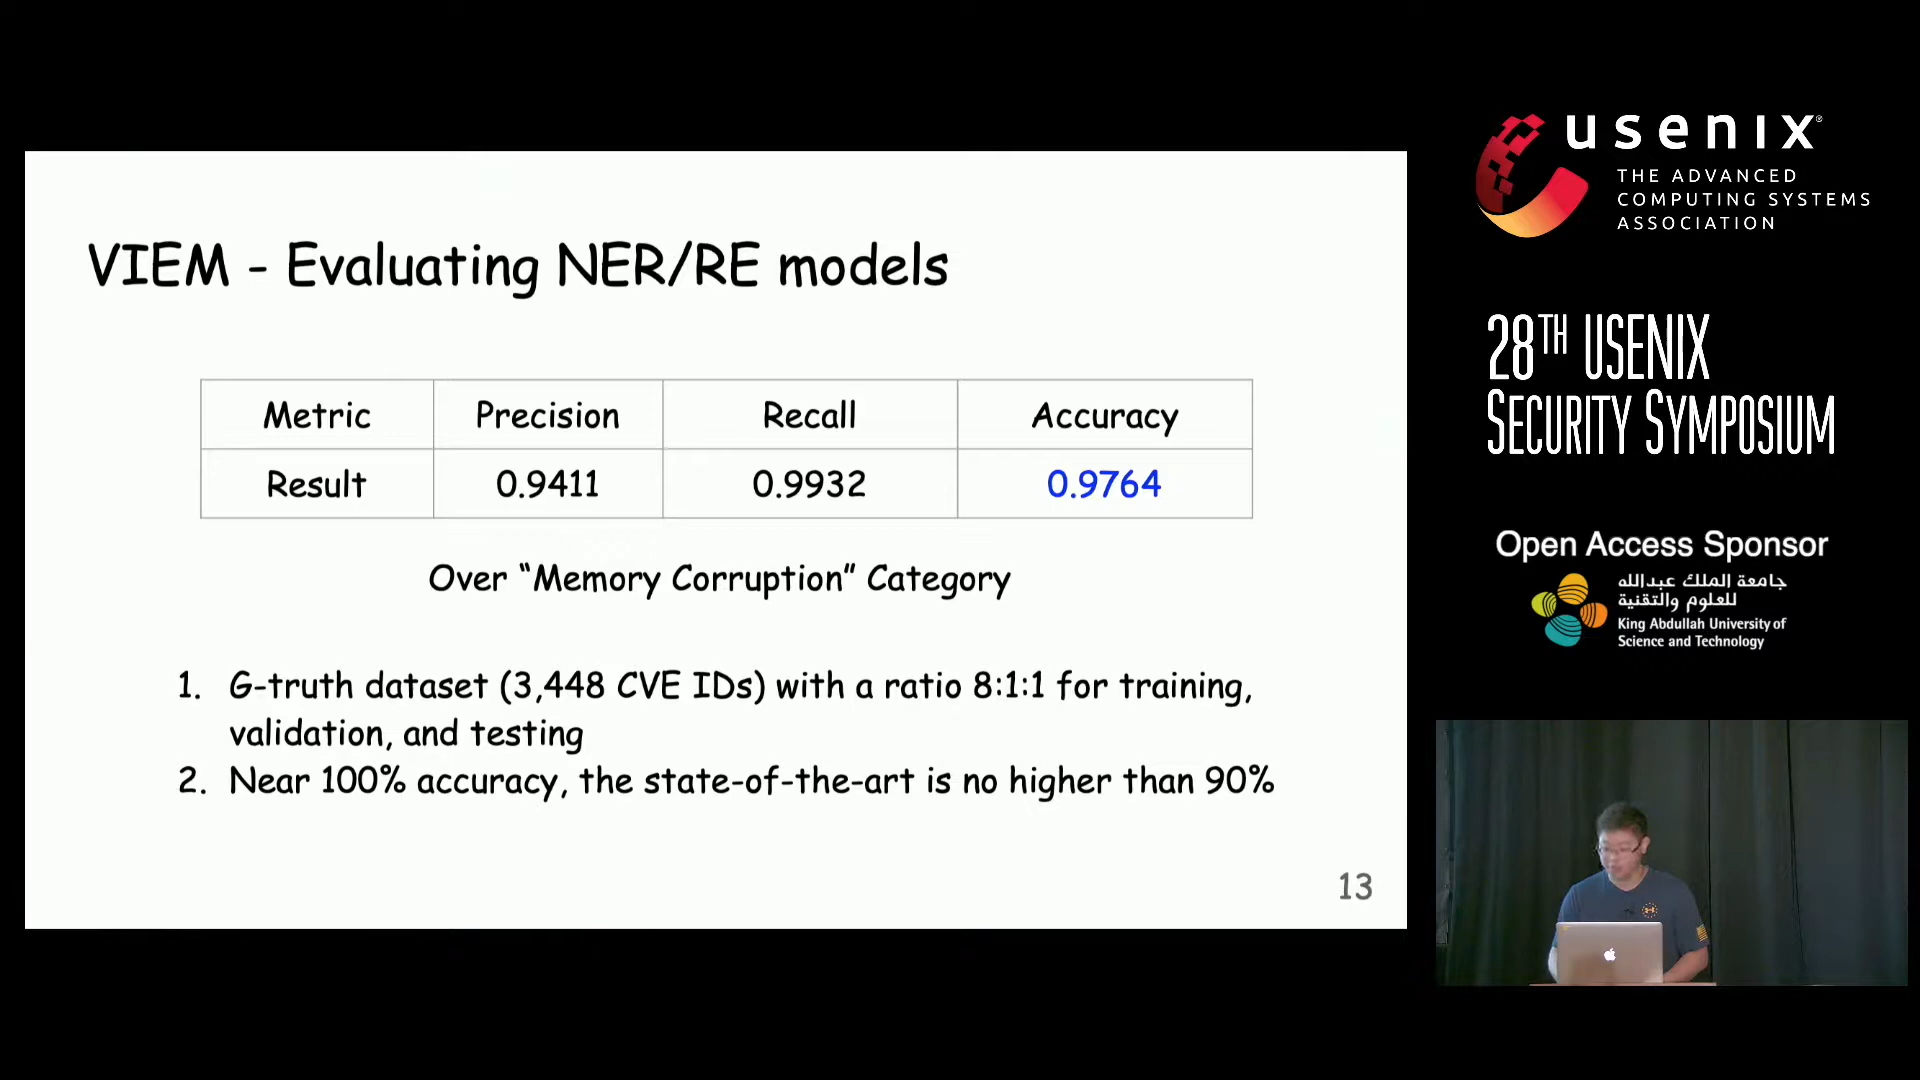 VIEM - Evaluating NER/RE models
Metric Precision Recall Accuracy
Result 0.9411 0.9932 0.9764
Over “Memory Corruption” Category
1. G-truth dataset (3,448 CVE IDs) with a ratio 8:1:1 for training,
validation, and testing
2. Near 100% accuracy, the state-of-the-art is no higher than 90%
13
usenix®
THE ADVANCED
COMPUTING SYSTEMS
ASSOCIATION
28TH USENIX
SECURITY SYMPOSIUM
Open Access Sponsor
جامعة الملك عبدالله
للعلوم والتقنية
King Abdullah University of
Science and Technology